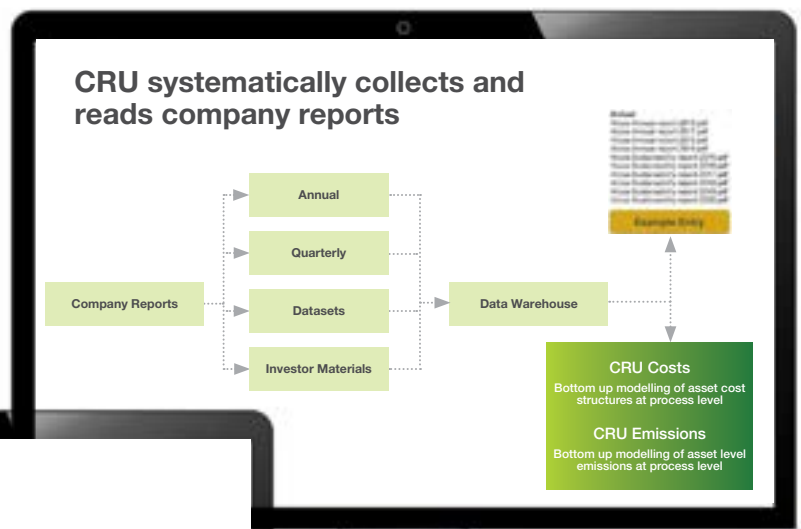 CRU systematically collects and
reads company reports
Annual
Quarterly
Company Reports
Datasets
Data Warehouse
Investor Materials
Example Entry
CRU Costs
Bottom up modelling of asset cost
structures at process level
CRU Emissions
Bottom up modelling of asset level
emissions at process level